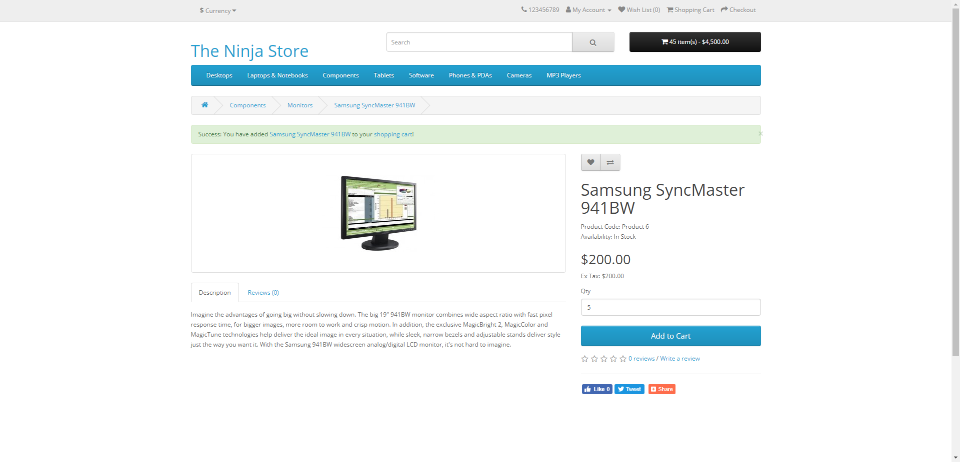 $ Currency
123456789 My Account Wish List (0) Shopping Cart Checkout
The Ninja Store
Search
45 item(s) - $4,500.00
Desktops Laptops & Notebooks Components Tablets Software Phones & PDAs Cameras MP3 Players
Components Monitors Samsung SyncMaster 941BW
Success: You have added Samsung SyncMaster 941BW to your shopping cart!
×
Samsung SyncMaster
941BW
Product Code: Product 6
Availability: In Stock
$200.00
Ex Tax: $200.00
Qty
5
Add to Cart
0 reviews / Write a review
Like 0 Tweet Share
Description Reviews (0)
Imagine the advantages of going big without slowing down. The big 19" 941BW monitor combines wide aspect ratio with fast pixel
response time, for bigger images, more room to work and crisp motion. In addition, the exclusive MagicBright 2, MagicColor and
MagicTune technologies help deliver the ideal image in every situation, while sleek, narrow bezels and adjustable stands deliver style
just the way you want it. With the Samsung 941BW widescreen analog/digital LCD monitor, it's not hard to imagine.